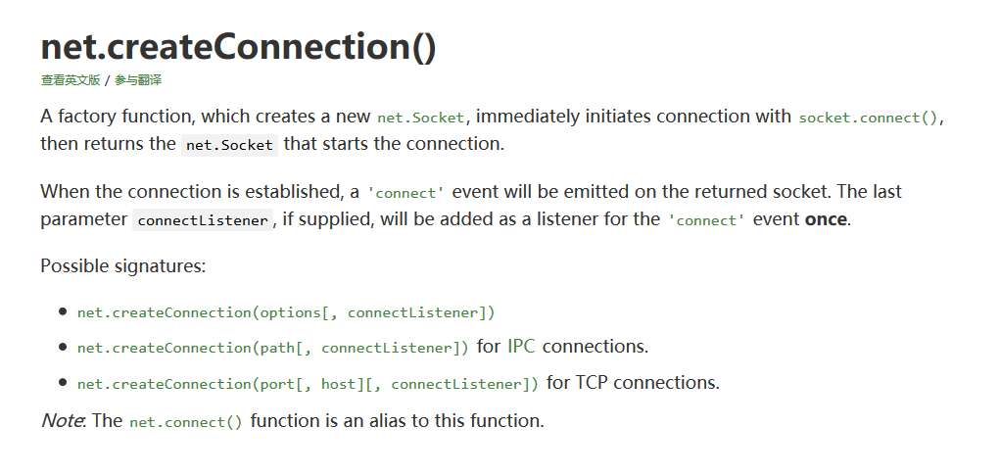 net.createConnection()
查看英文版 / 参与翻译
A factory function, which creates a new net.Socket, immediately initiates connection with socket.connect(),
then returns the net.Socket that starts the connection.
When the connection is established, a 'connect' event will be emitted on the returned socket. The last
parameter connectListener, if supplied, will be added as a listener for the 'connect' event once.
Possible signatures:
net.createConnection(options[, connectListener])
net.createConnection(path[, connectListener]) for IPC connections.
net.createConnection(port[, host][, connectListener]) for TCP connections.
Note: The net.connect() function is an alias to this function.